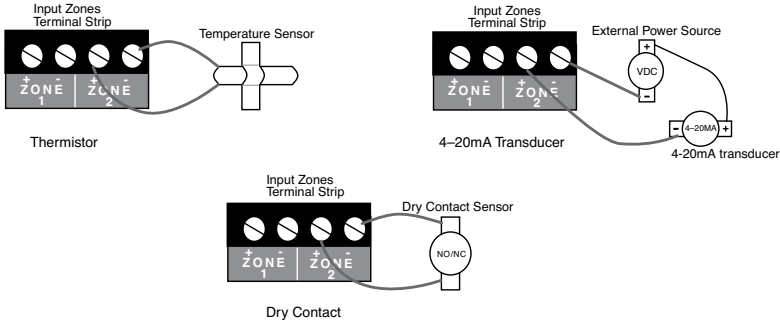 Input Zones
Terminal Strip
Temperature Sensor
+ - + -
ZONE ZONE
1 2
Thermistor
Input Zones
Terminal Strip
External Power Source
+
VDC
-
+ - + -
ZONE ZONE
1 2
- 4–20MA +
4–20mA Transducer
4-20mA transducer
Input Zones
Terminal Strip
Dry Contact Sensor
NO/NC
+ - + -
ZONE ZONE
1 2
Dry Contact